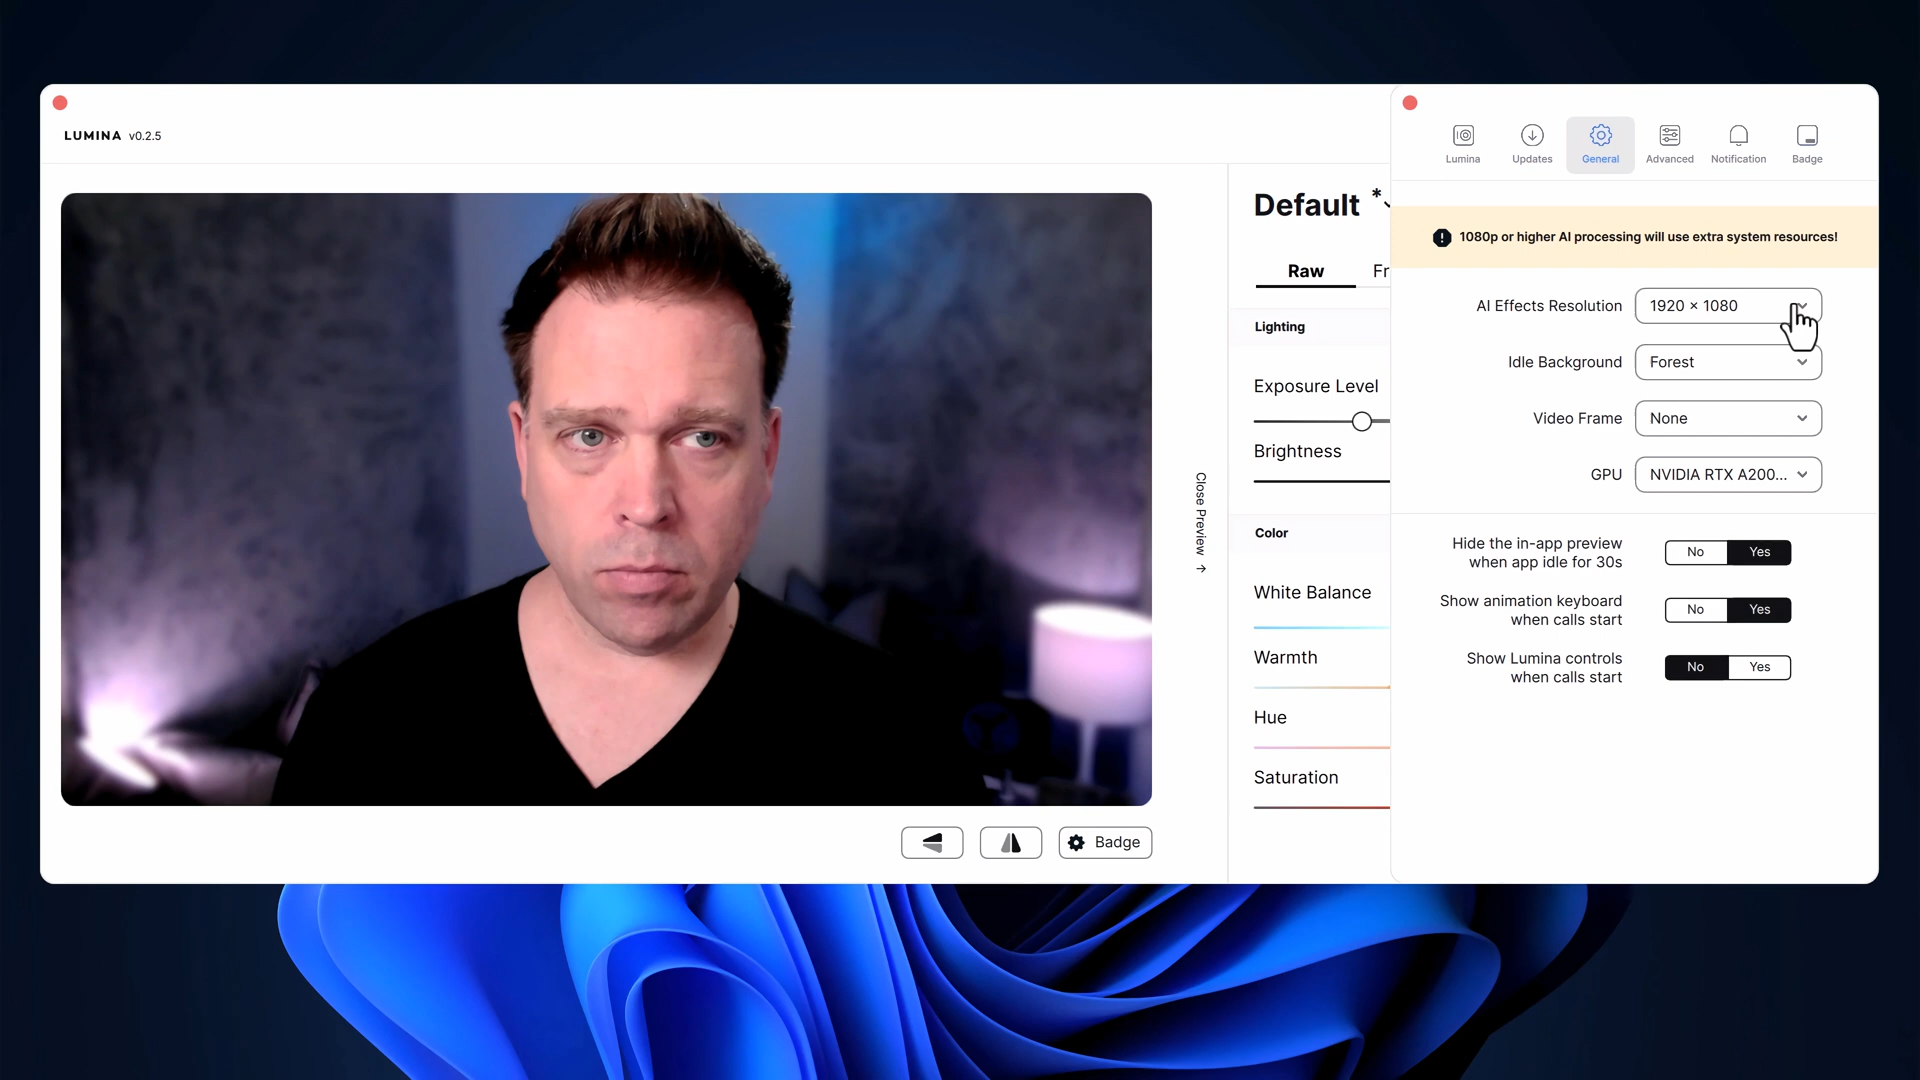 LUMINA v0.2.5
Close Preview →
Badge
Default *
Raw
Fr
Lighting
Exposure Level
Brightness
Color
White Balance
Warmth
Hue
Saturation
Lumina
Updates
General
Advanced
Notification
Badge
1080p or higher AI processing will use extra system resources!
AI Effects Resolution 1920 × 1080
Idle Background Forest
Video Frame None
GPU NVIDIA RTX A200...
Hide the in-app preview
when app idle for 30s
No Yes
Show animation keyboard
when calls start
No Yes
Show Lumina controls
when calls start
No Yes